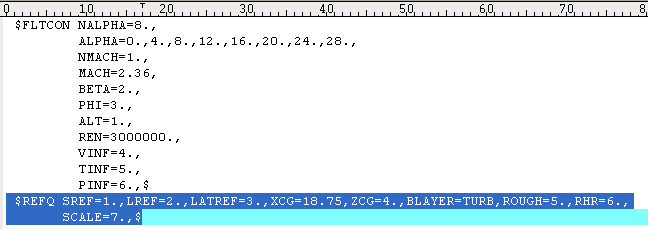 0 10 20 30 40 50 60 70 8
$FLTCON NALPHA=8.,
ALPHA=0.,4.,8.,12.,16.,20.,24.,28.,
NMACH=1.,
MACH=2.36,
BETA=2.,
PHI=3.,
ALT=1.,
REN=3000000.,
VINF=4.,
TINF=5.,
PINF=6.,$
$REFQ SREF=1.,LREF=2.,LATREF=3.,XCG=18.75,ZCG=4.,BLAYER=TURB,ROUGH=5.,RHR=6.,
SCALE=7.,$